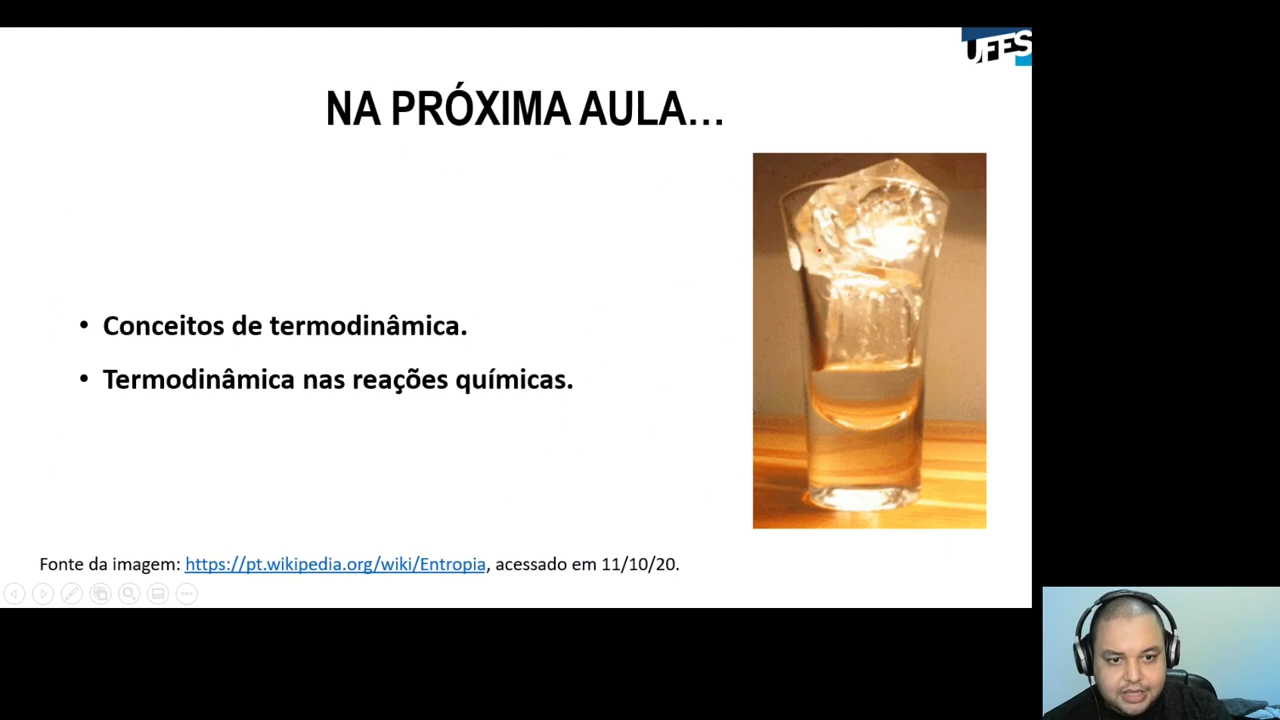 UFES
NA PRÓXIMA AULA...
• Conceitos de termodinâmica.
• Termodinâmica nas reações químicas.
Fonte da imagem: https://pt.wikipedia.org/wiki/Entropia, acessado em 11/10/20.